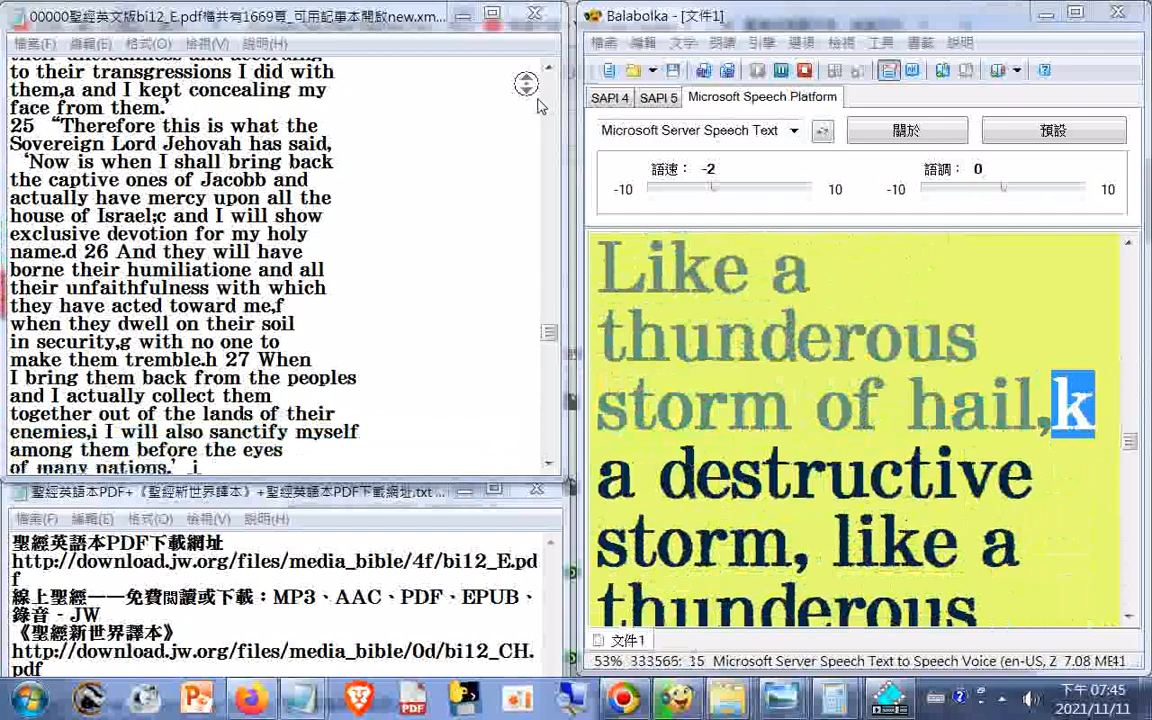 00000聖經英文版bi12_E.pdf檔共有1669頁_可用記事本開啟new.xm...
檔案(F) 編輯(E) 格式(O) 檢視(V) 說明(H)
to their transgressions I did with
them,a and I kept concealing my
face from them.’
25 “Therefore this is what the
Sovereign Lord Jehovah has said,
‘Now is when I shall bring back
the captive ones of Jacobb and
actually have mercy upon all the
house of Israel;c and I will show
exclusive devotion for my holy
name.d 26 And they will have
borne their humiliatione and all
their unfaithfulness with which
they have acted toward me,f
when they dwell on their soil
in security,g with no one to
make them tremble.h 27 When
I bring them back from the peoples
and I actually collect them
together out of the lands of their
enemies,i I will also sanctify myself
among them before the eyes
of many nations.’ j
聖經英語本PDF+《聖經新世界譯本》+聖經英語本PDF下載網址.txt ...
檔案(F) 編輯(E) 格式(O) 檢視(V) 說明(H)
聖經英語本PDF下載網址
http://download.jw.org/files/media_bible/4f/bi12_E.pd
f
線上聖經——免費閱讀或下載：MP3、AAC、PDF、EPUB、
錄音 - JW
《聖經新世界譯本》
http://download.jw.org/files/media_bible/0d/bi12_CH.
pdf
Balabolka - [文件1]
檔案 編輯 文字 朗讀 引擎 選項 檢視 工具 書籤 說明
SAPI 4 SAPI 5 Microsoft Speech Platform
Microsoft Server Speech Text 關於 預設
語速： -2 語調： 0
-10 10 -10 10
Like a
thunderous
storm of hail,k
a destructive
storm, like a
thunderous
文件1
53% 333565: 15 Microsoft Server Speech Text to Speech Voice (en-US, Z 7.08 ME41
下午 07:45
2021/11/11